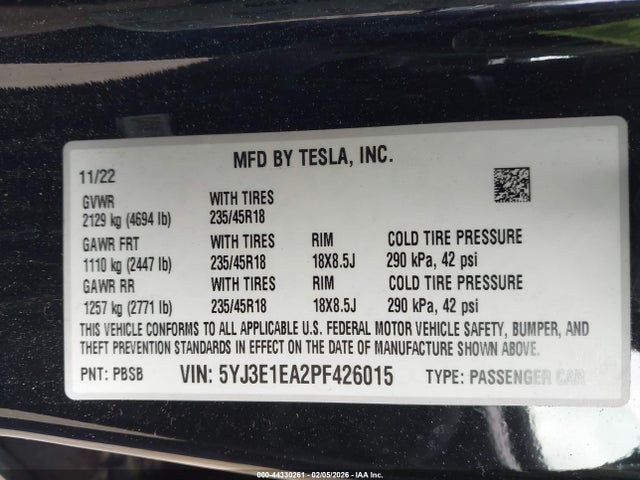 MFD BY TESLA, INC.
11/22
GVWR WITH TIRES
2129 kg (4694 lb) 235/45R18
GAWR FRT WITH TIRES RIM COLD TIRE PRESSURE
1110 kg (2447 lb) 235/45R18 18X8.5J 290 kPa, 42 psi
GAWR RR WITH TIRES RIM COLD TIRE PRESSURE
1257 kg (2771 lb) 235/45R18 18X8.5J 290 kPa, 42 psi
THIS VEHICLE CONFORMS TO ALL APPLICABLE U.S. FEDERAL MOTOR VEHICLE SAFETY, BUMPER, AND
THEFT PREVENTION STANDARDS IN EFFECT ON THE DATE OF MANUFACTURE SHOWN ABOVE.
PNT: PBSB VIN: 5YJ3E1EA2PF426015 TYPE: PASSENGER CAR
000-44330261 - 02/05/2026 - IAA Inc.